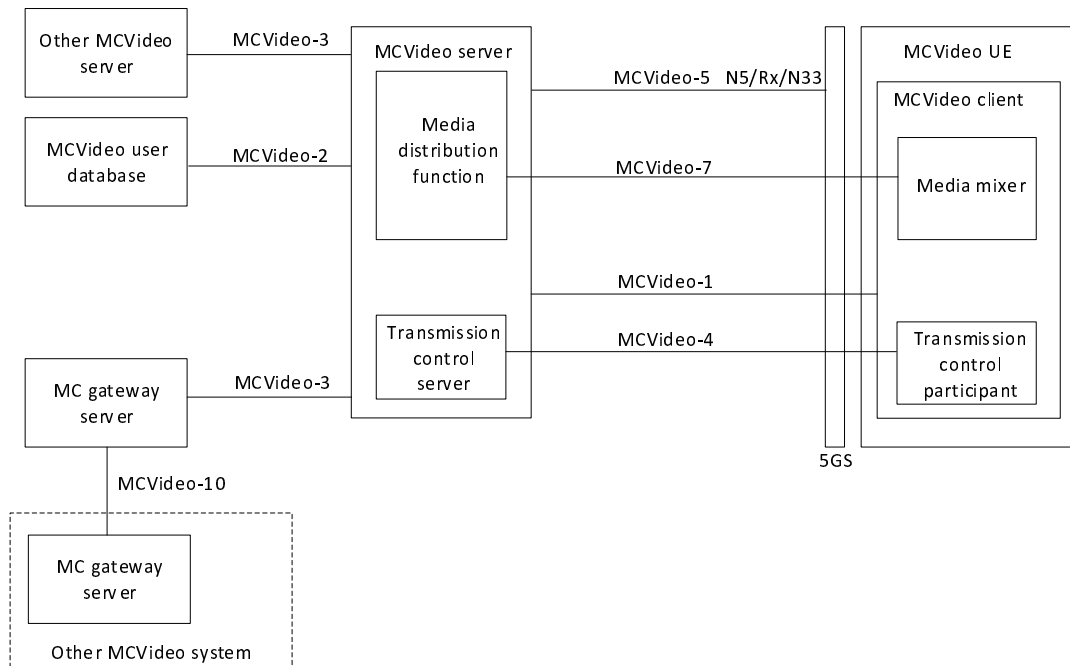 Other MCVideo
server
MCVideo-3
MCVideo user
database
MCVideo-2
MCVideo server
Media
distribution
function
Transmission
control
server
MCVideo-5 N5/Rx/N33
MCVideo-7
MCVideo-1
MCVideo-4
5GS
MCVideo UE
MCVideo client
Media mixer
Transmission
control
participant
MC gateway
server
MCVideo-3
MCVideo-10
MC gateway
server
Other MCVideo system